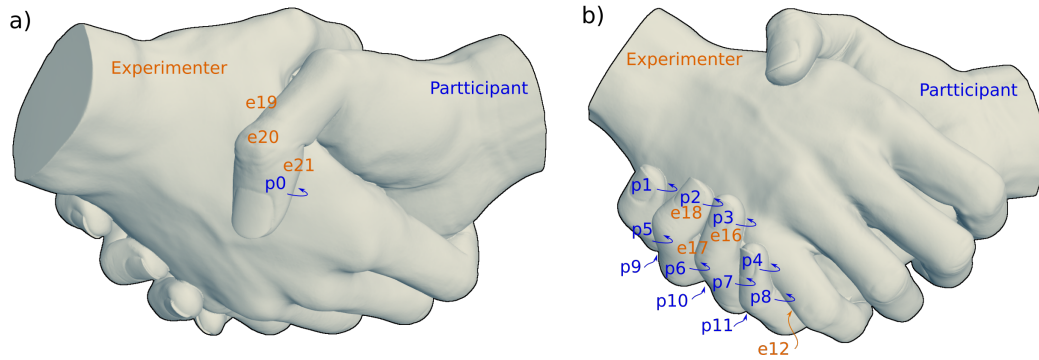 a)
Experimenter
Partticipant
e19
e20
e21
p0
b)
Experimenter
Partticipant
p1
p2
e18
p3
e16
p5
e17
p4
p9
p6
p7
p8
p10
p11
e12